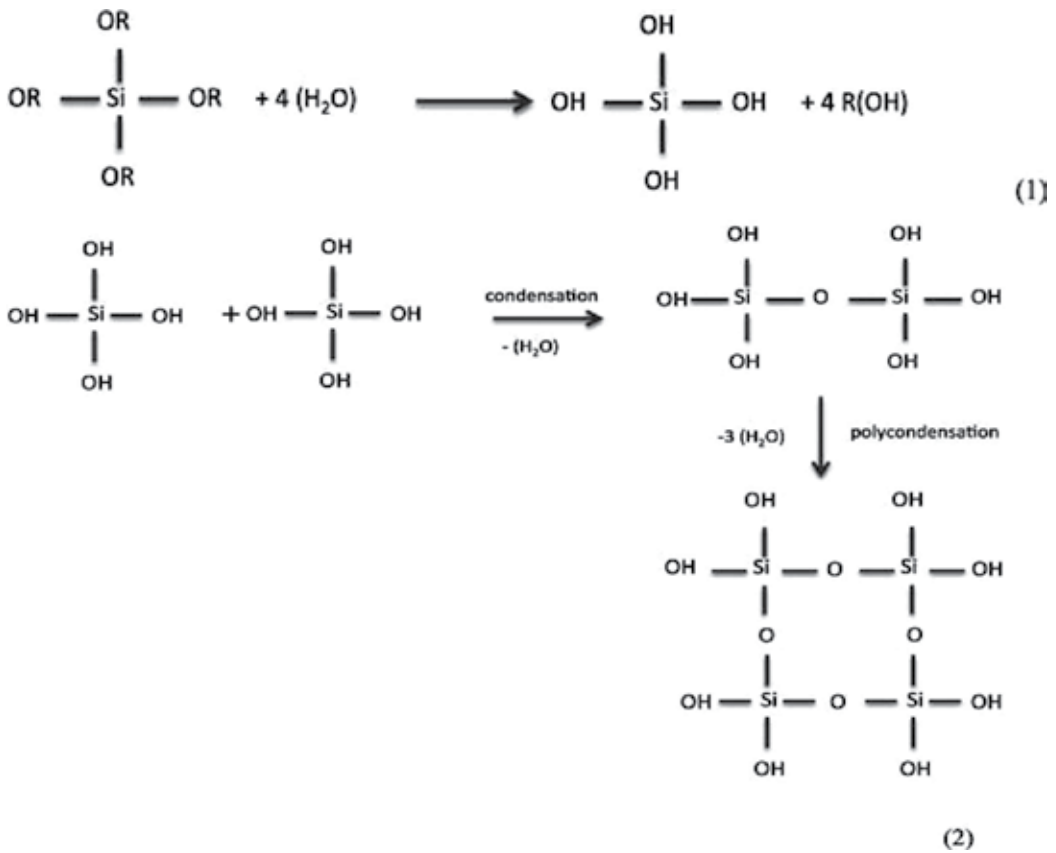 OR
OR Si OR + 4 (H₂O) OH Si OH + 4 R(OH)
OR
OH
OH
(1)
OH OH
OH Si OH + OH Si OH
OH OH
condensation
- (H₂O)
OH OH
OH Si O Si OH
OH OH
-3 (H₂O) polycondensation
OH OH
OH Si O Si OH
O O
OH Si O Si OH
OH OH
(2)